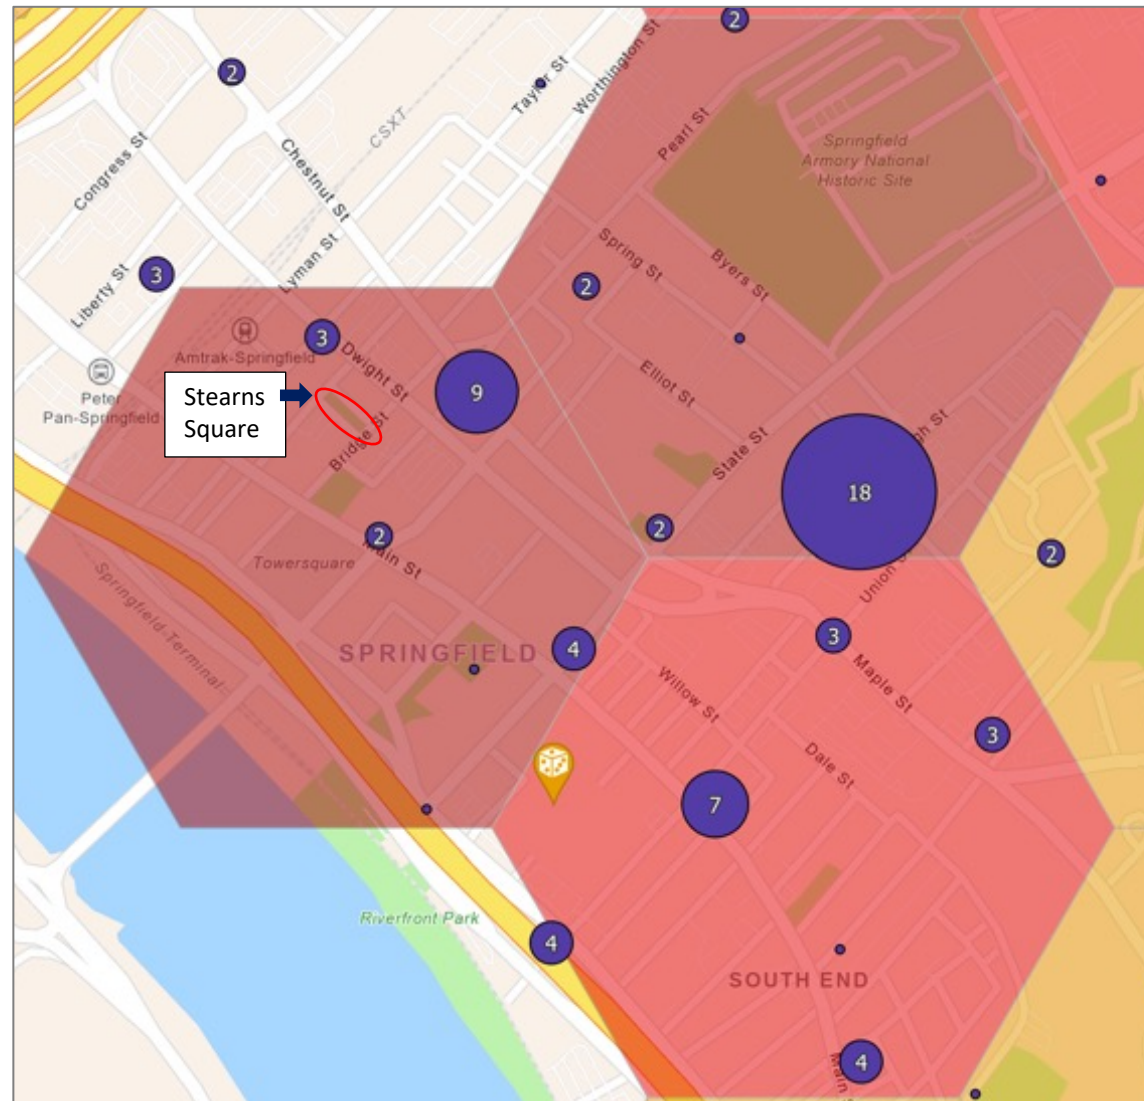 2
2
Taylor St
Worthington St
CSXT
Pearl St
Springfield
Armory National
Historic Site
Congress St
Chestnut St
Lyman St
Spring St
Byers St
3
Liberty St
2
Amtrak-Springfield
3
Dwight St
Peter
Pan-Springfield
Stearns
Square
9
Elliot St
Bridge St
State St
18
2
2
Main St
Towersquare
2
Springfield-Terminal
Union St
SPRINGFIELD
4
3
Willow St
Maple St
3
Dale St
7
Riverfront Park
4
SOUTH END
4
Main